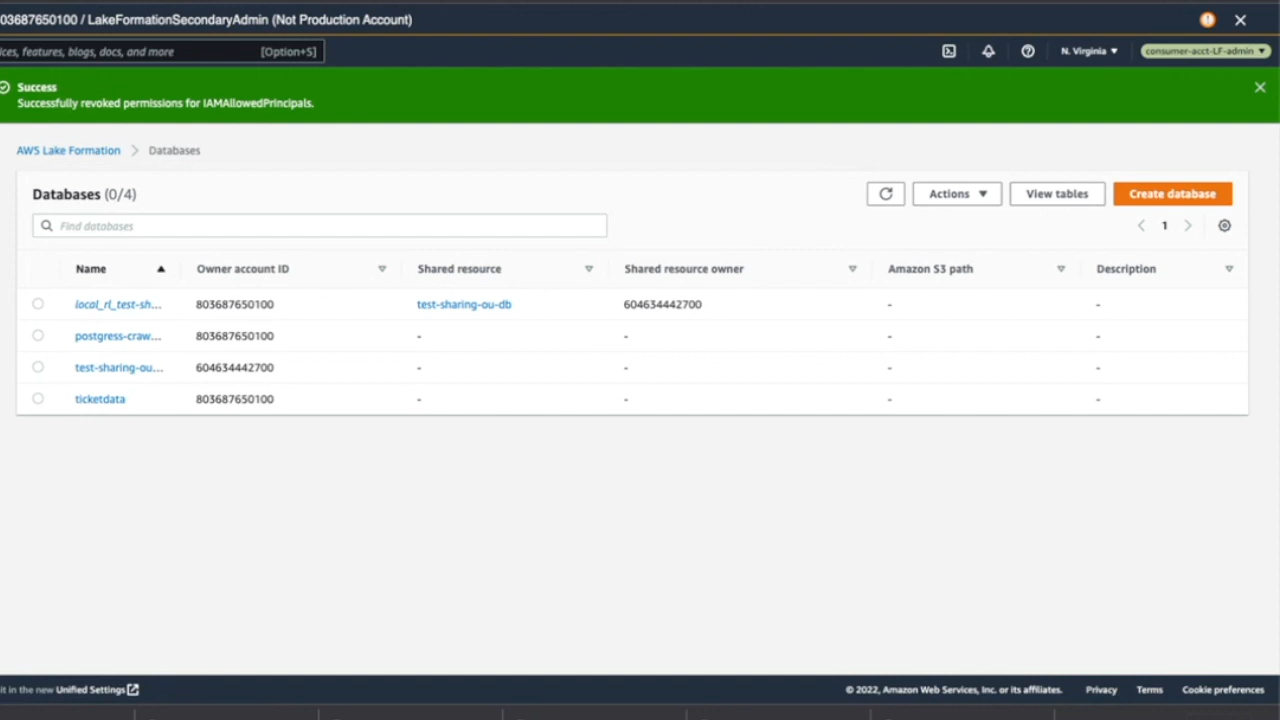 03687650100 / LakeFormationSecondaryAdmin (Not Production Account)
ices, features, blogs, docs, and more [Option+S] N. Virginia ▼ consumer-acct-LF-admin ▼
Success
Successfully revoked permissions for IAMAllowedPrincipals.
AWS Lake Formation > Databases
Databases (0/4) Actions ▼ View tables Create database
Find databases < 1 >
Name ▲ Owner account ID Shared resource Shared resource owner Amazon S3 path Description
local_rl_test-sh... 803687650100 test-sharing-ou-db 604634442700 - -
postgress-craw... 803687650100 - - - -
test-sharing-ou... 604634442700 - - - -
ticketdata 803687650100 - - - -
it in the new Unified Settings © 2022, Amazon Web Services, Inc. or its affiliates. Privacy Terms Cookie preferences